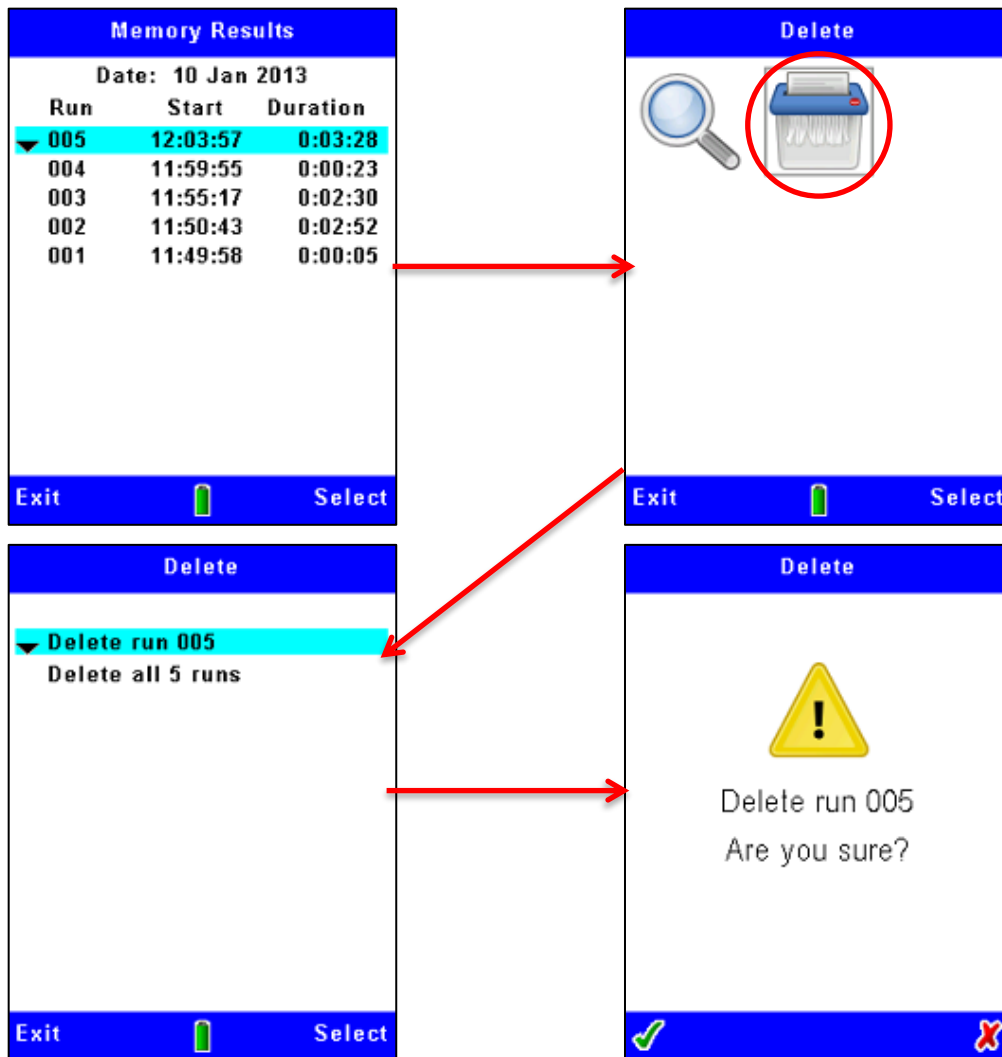 Memory Results
Date: 10 Jan 2013
Run Start Duration
005 12:03:57 0:03:28
004 11:59:55 0:00:23
003 11:55:17 0:02:30
002 11:50:43 0:02:52
001 11:49:58 0:00:05
Exit Select
Delete
Exit Select
Delete
Delete run 005
Delete all 5 runs
Exit Select
Delete
!
Delete run 005
Are you sure?